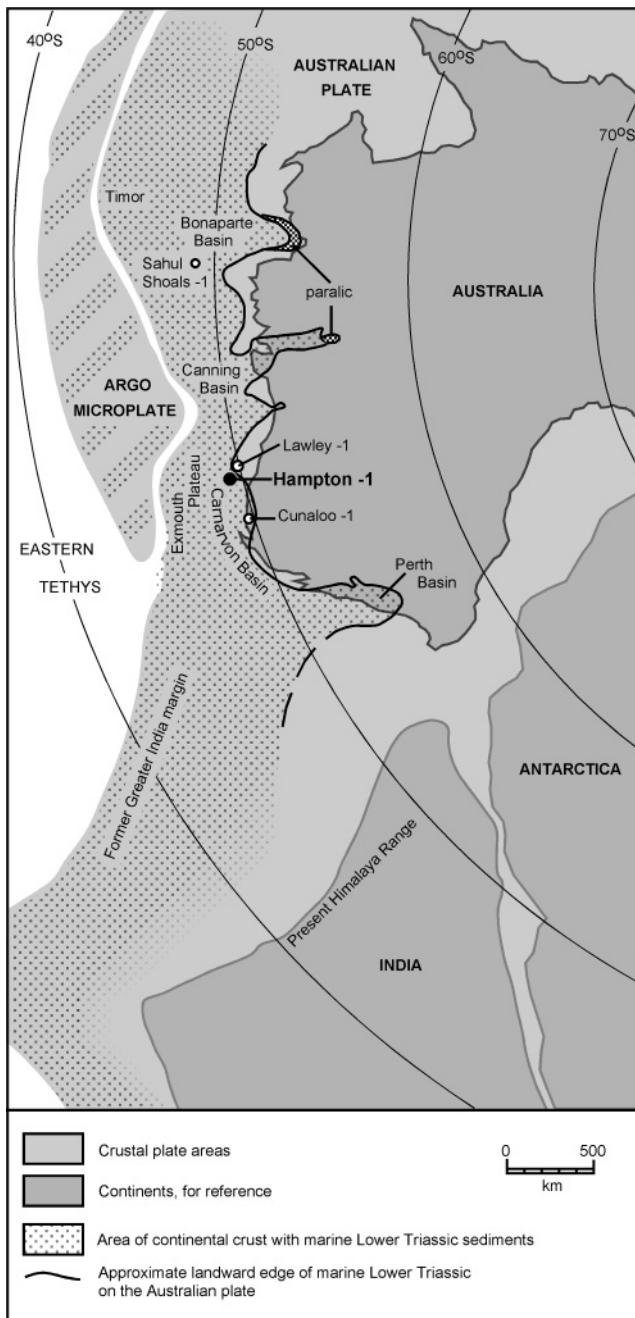 40°S
50°S
60°S
70°S
AUSTRALIAN
PLATE
Timor
Bonaparte
Basin
Sahul
Shoals -1
paralic
AUSTRALIA
Canning
Basin
ARGO
MICROPLATE
Lawley -1
Hampton -1
Exmouth
Plateau
Carnarvon Basin
Cunaloo -1
EASTERN
TETHYS
Perth
Basin
Former Greater India margin
ANTARCTICA
Present Himalaya Range
INDIA
Crustal plate areas
0 500
km
Continents, for reference
Area of continental crust with marine Lower Triassic sediments
Approximate landward edge of marine Lower Triassic
on the Australian plate